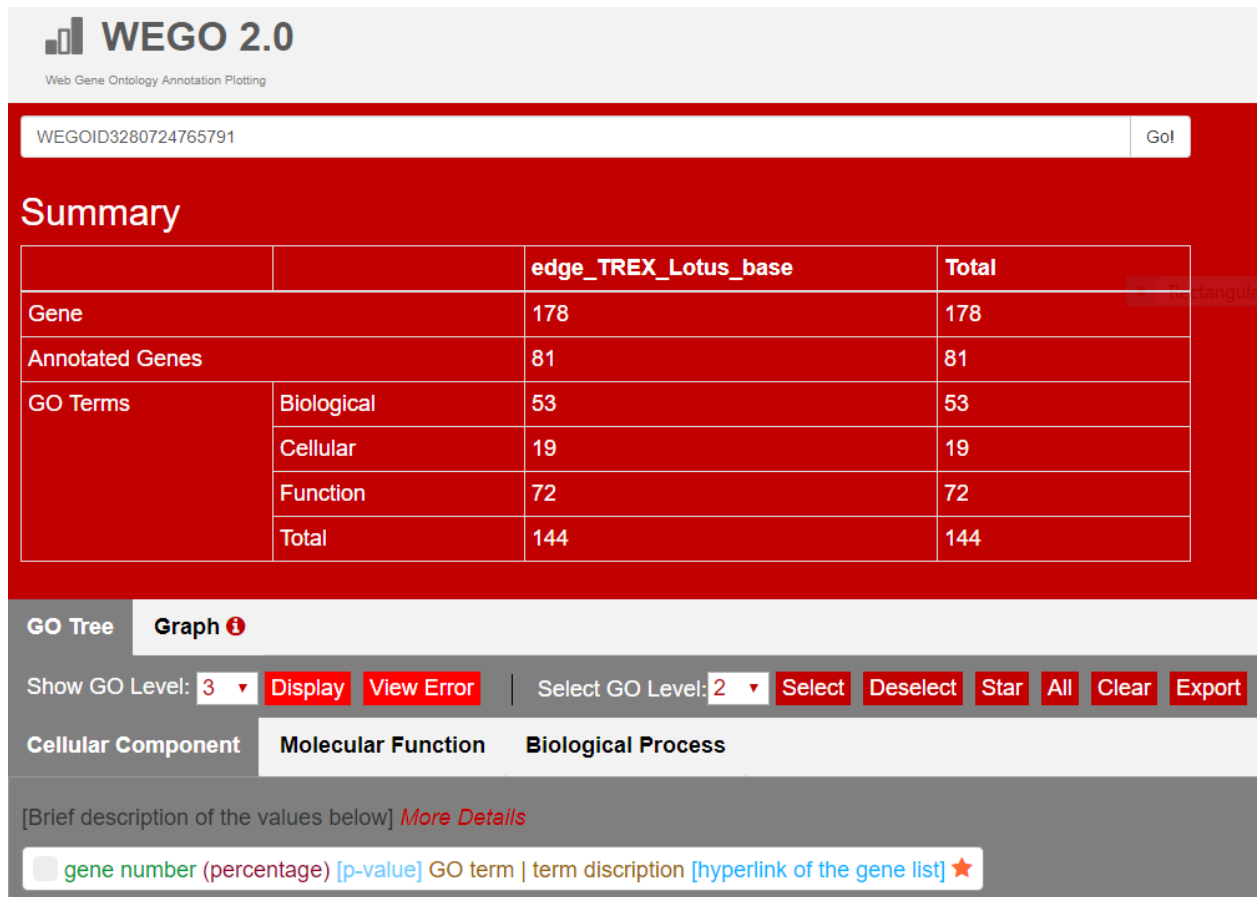 WEGO 2.0
Web Gene Ontology Annotation Plotting
WEGOID3280724765791 Go!
Summary
edge_TREX_Lotus_base Total
Rectangula
Gene 178 178
Annotated Genes 81 81
GO Terms Biological 53 53
Cellular 19 19
Function 72 72
Total 144 144
GO Tree Graph
Show GO Level: 3 Display View Error Select GO Level: 2 Select Deselect Star All Clear Export
Cellular Component Molecular Function Biological Process
[Brief description of the values below] More Details
gene number (percentage) [p-value] GO term | term discription [hyperlink of the gene list]